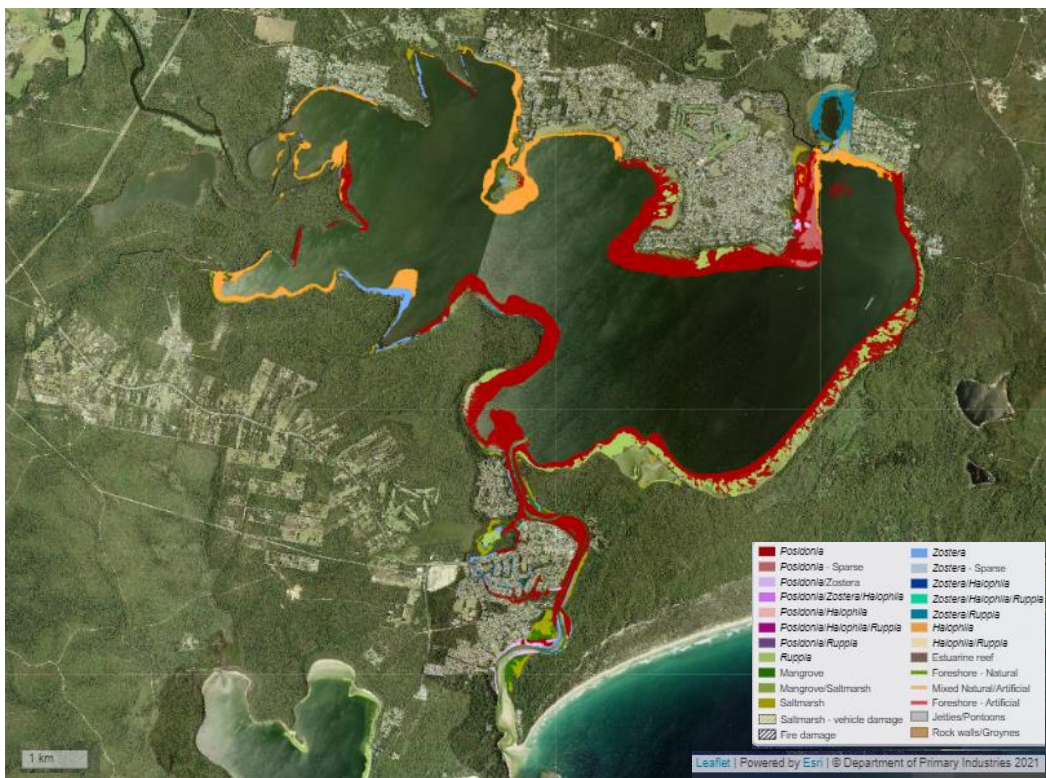 Posidonia
Posidonia - Sparse
Posidonia/Zostera
Posidonia/Zostera/Halophila
Posidonia/Halophila
Posidonia/Halophila/Ruppia
Posidonia/Ruppia
Ruppia
Mangrove
Mangrove/Saltmarsh
Saltmarsh
Saltmarsh - vehicle damage
Fire damage
Zostera
Zostera - Sparse
Zostera/Halophila
Zostera/Halophila/Ruppia
Zostera/Ruppia
Halophila
Halophila/Ruppia
Estuarine reef
Foreshore - Natural
Mixed Natural/Artificial
Foreshore - Artificial
Jetties/Pontoons
Rock walls/Groynes
1 km
Leaflet | Powered by Esri | © Department of Primary Industries 2021